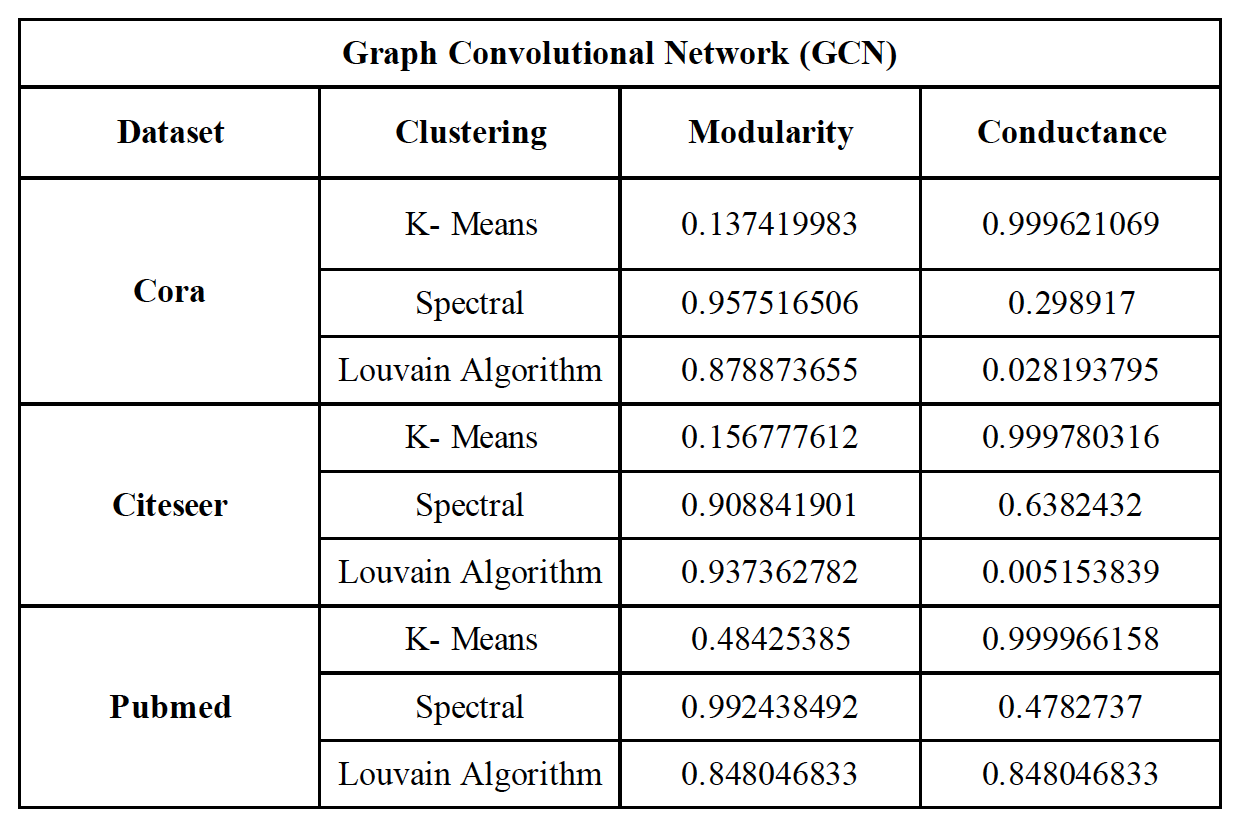 Graph Convolutional Network (GCN)
Dataset Clustering Modularity Conductance
Cora
K- Means 0.137419983 0.999621069
Spectral 0.957516506 0.298917
Louvain Algorithm 0.878873655 0.028193795
Citeseer
K- Means 0.156777612 0.999780316
Spectral 0.908841901 0.6382432
Louvain Algorithm 0.937362782 0.005153839
Pubmed
K- Means 0.48425385 0.999966158
Spectral 0.992438492 0.4782737
Louvain Algorithm 0.848046833 0.848046833